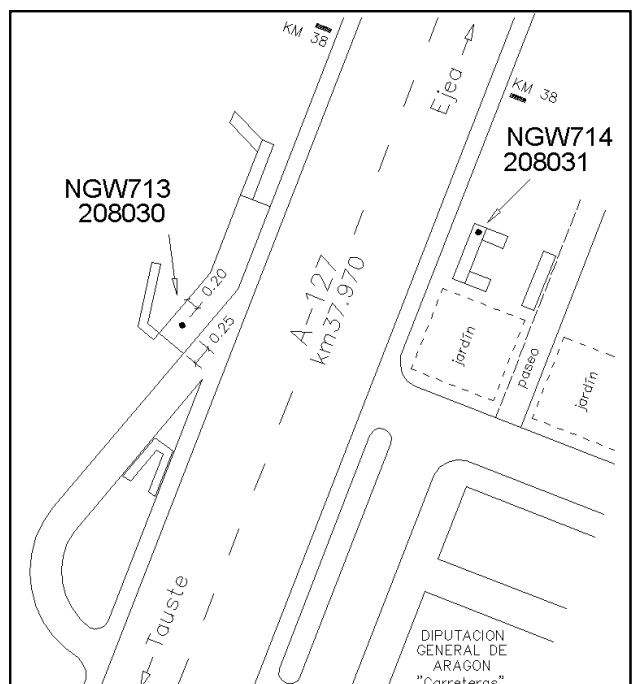 KM 38
Ejea
KM 38
NGW714
208031
NGW713
208030
A-127
km37.970
0.20
0.25
jardín
paseo
jardín
Tauste
DIPUTACION
GENERAL DE
ARAGON
"Carreteras"